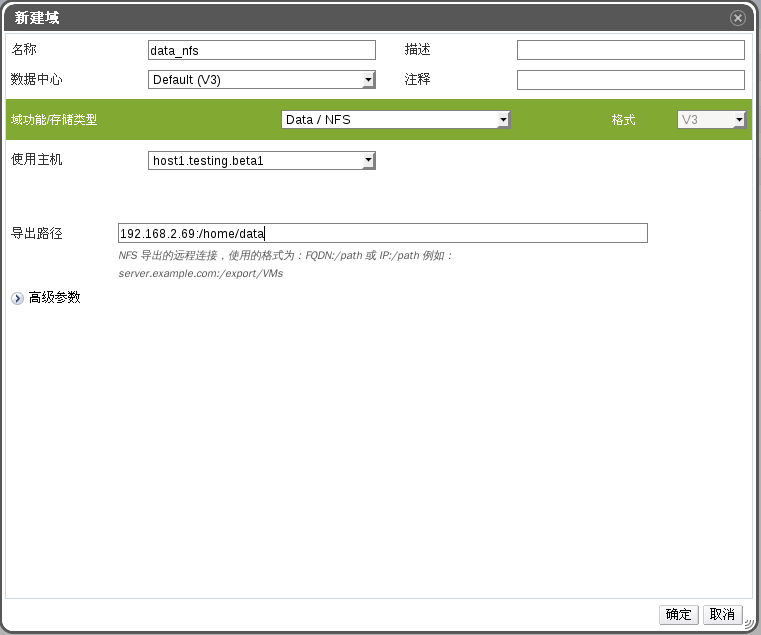 新建域
名称 data_nfs 描述
数据中心 Default (V3) 注释
域功能/存储类型 Data / NFS 格式 V3
使用主机 host1.testing.beta1
导出路径 192.168.2.69:/home/data
NFS 导出的远程连接，使用的格式为：FQDN:/path 或 IP:/path 例如：
server.example.com:/export/VMs
高级参数
确定 取消